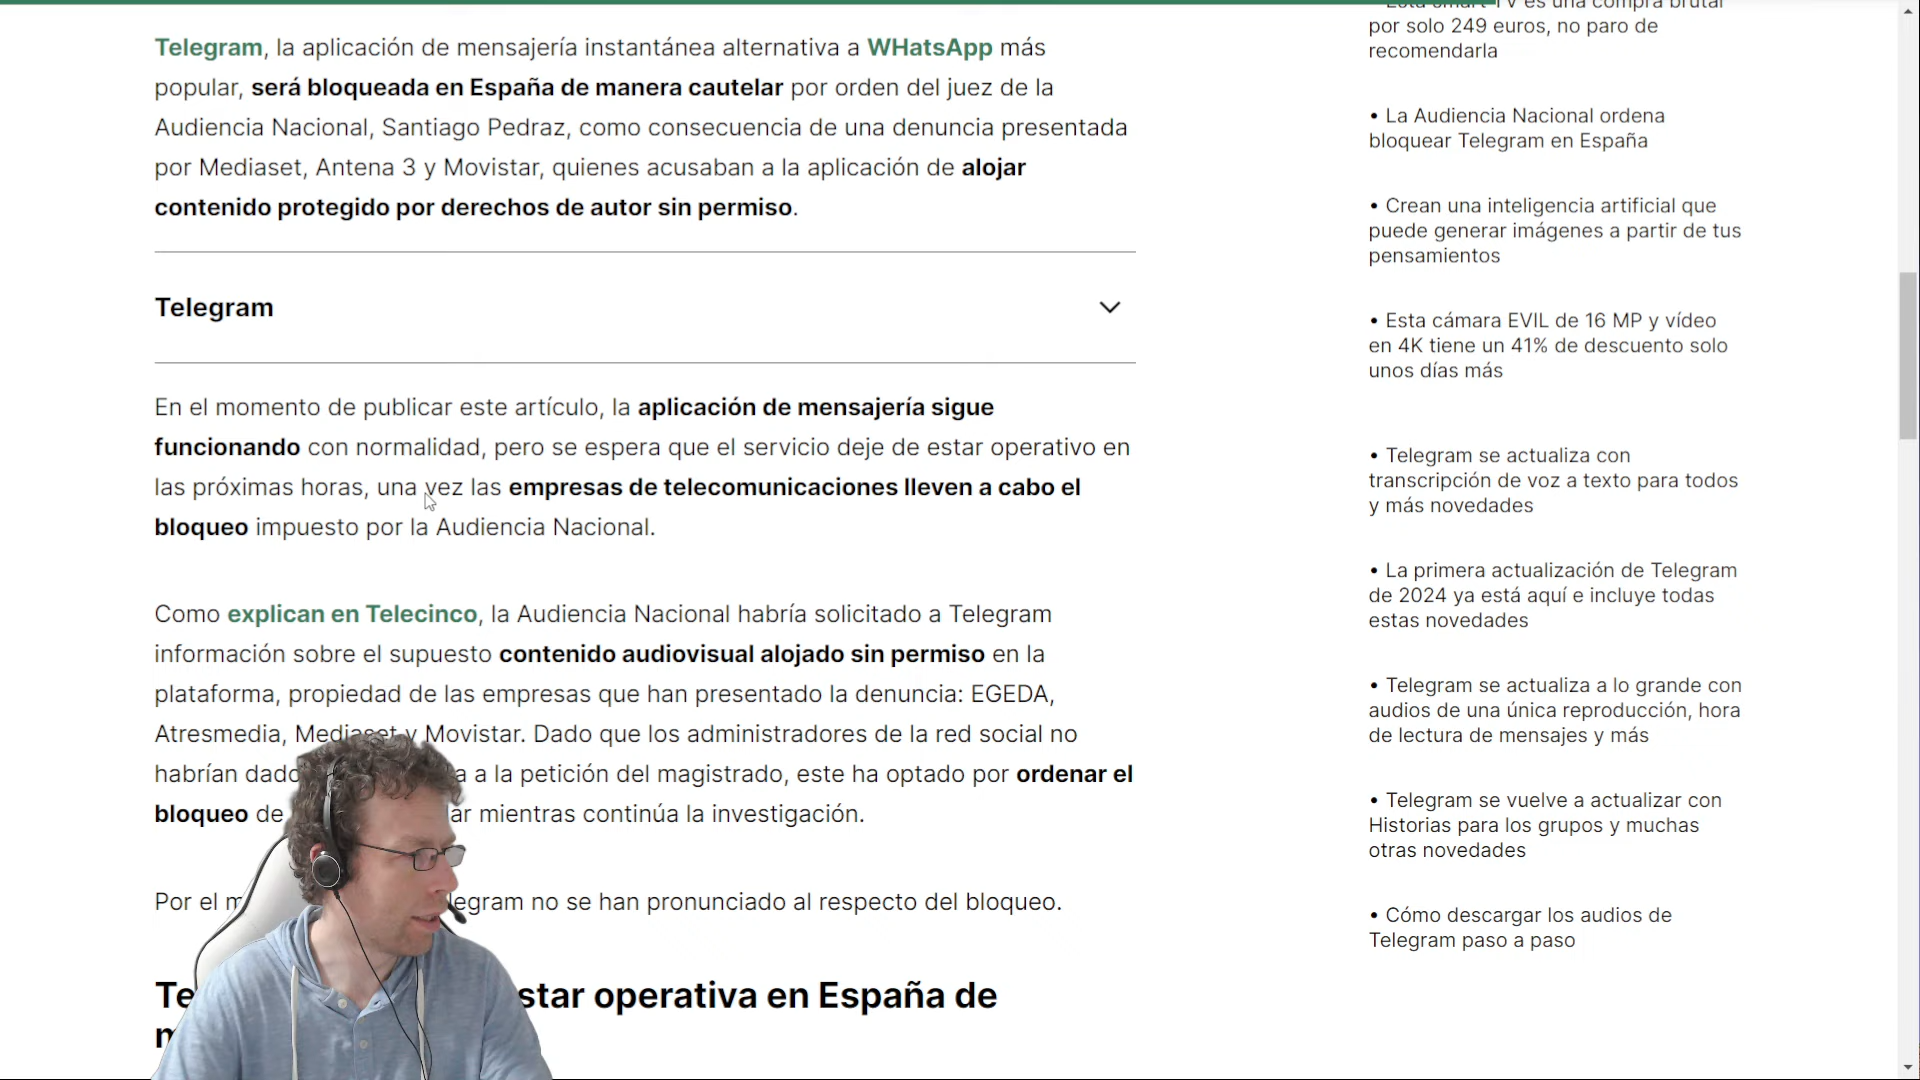 Telegram, la aplicación de mensajería instantánea alternativa a WHatsApp más
popular, será bloqueada en España de manera cautelar por orden del juez de la
Audiencia Nacional, Santiago Pedraz, como consecuencia de una denuncia presentada
por Mediaset, Antena 3 y Movistar, quienes acusaban a la aplicación de alojar
contenido protegido por derechos de autor sin permiso.
Telegram
En el momento de publicar este artículo, la aplicación de mensajería sigue
funcionando con normalidad, pero se espera que el servicio deje de estar operativo en
las próximas horas, una vez las empresas de telecomunicaciones lleven a cabo el
bloqueo impuesto por la Audiencia Nacional.
Como explican en Telecinco, la Audiencia Nacional habría solicitado a Telegram
información sobre el supuesto contenido audiovisual alojado sin permiso en la
plataforma, propiedad de las empresas que han presentado la denuncia: EGEDA,
Atresmedia, Mediaset y Movistar. Dado que los administradores de la red social no
habrían a la petición del magistrado, este ha optado por ordenar el
bloqueo de mientras continúa la investigación.
Por el no se han pronunciado al respecto del bloqueo.
operativa en España de
Esta smart TV es una compra brutal
por solo 249 euros, no paro de
recomendarla
• La Audiencia Nacional ordena
bloquear Telegram en España
• Crean una inteligencia artificial que
puede generar imágenes a partir de tus
pensamientos
• Esta cámara EVIL de 16 MP y vídeo
en 4K tiene un 41% de descuento solo
unos días más
• Telegram se actualiza con
transcripción de voz a texto para todos
y más novedades
• La primera actualización de Telegram
de 2024 ya está aquí e incluye todas
estas novedades
• Telegram se actualiza a lo grande con
audios de una única reproducción, hora
de lectura de mensajes y más
• Telegram se vuelve a actualizar con
Historias para los grupos y muchas
otras novedades
• Cómo descargar los audios de
Telegram paso a paso